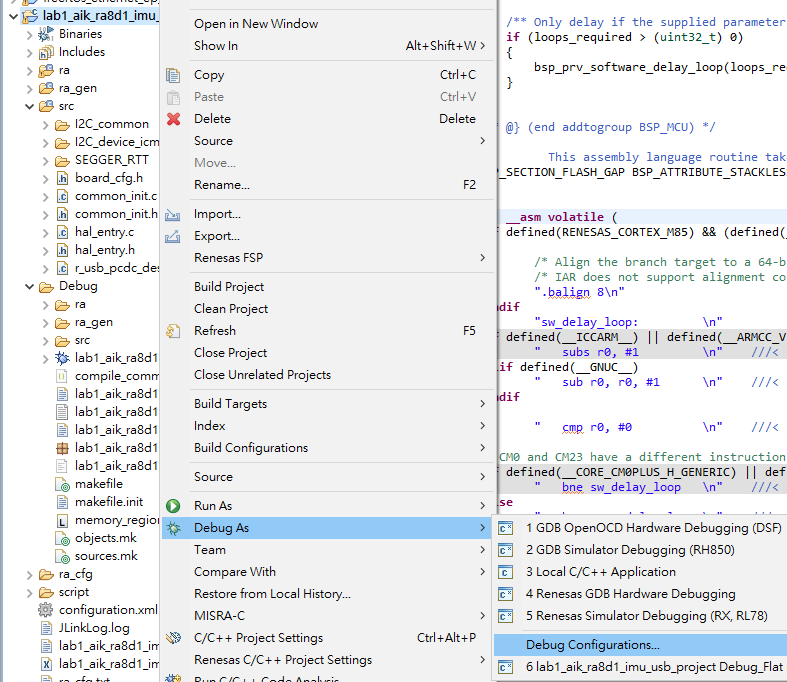 lab1_aik_ra8d1_imu_
Binaries
Includes
ra
ra_gen
src
I2C_common
I2C_device_icm
SEGGER_RTT
board_cfg.h
common_init.c
common_init.h
hal_entry.c
hal_entry.h
r_usb_pcdc_des
Debug
ra
ra_gen
src
lab1_aik_ra8d1
compile_comm
lab1_aik_ra8d1
lab1_aik_ra8d1
lab1_aik_ra8d1
lab1_aik_ra8d1
lab1_aik_ra8d1
makefile
makefile.init
memory_region
objects.mk
sources.mk
ra_cfg
script
configuration.xml
JLinkLog.log
lab1_aik_ra8d1_im
lab1_aik_ra8d1_im
ra_cfg.txt
Open in New Window
Show In Alt+Shift+W >
Copy Ctrl+C
Paste Ctrl+V
Delete Delete
Source >
Move...
Rename... F2
Import...
Export...
Renesas FSP >
Build Project
Clean Project
Refresh F5
Close Project
Close Unrelated Projects
Build Targets >
Index >
Build Configurations >
Source >
Run As >
Debug As >
Team >
Compare With >
Restore from Local History...
MISRA-C >
C/C++ Project Settings Ctrl+Alt+P
Renesas C/C++ Project Settings >
Run C/C++ Code Analysis
/** Only delay if the supplied parameter
if (loops_required > (uint32_t) 0)
{
bsp_prv_software_delay_loop(loops_re
}
@} (end addtogroup BSP_MCU) */
This assembly language routine tak
P_SECTION_FLASH_GAP BSP_ATTRIBUTE_STACKLES
__asm volatile (
defined(RENESAS_CORTEX_M85) && (defined(_
/* Align the branch target to a 64-b
/* IAR does not support alignment co
".balign 8\n"
ndif
"sw_delay_loop: \n"
f defined(__ICCARM__) || defined(__ARMCC_V
" subs r0, #1 \n" ///<
lif defined(__GNUC__)
" sub r0, r0, #1 \n" ///<
ndif
" cmp r0, #0 \n" ///<
CM0 and CM23 have a different instruction
f defined(__CORE_CM0PLUS_H_GENERIC) || def
" bne sw_delay_loop \n" ///<
se
1 GDB OpenOCD Hardware Debugging (DSF)
2 GDB Simulator Debugging (RH850)
3 Local C/C++ Application
4 Renesas GDB Hardware Debugging
5 Renesas Simulator Debugging (RX, RL78)
Debug Configurations...
6 lab1_aik_ra8d1_imu_usb_project Debug_Flat